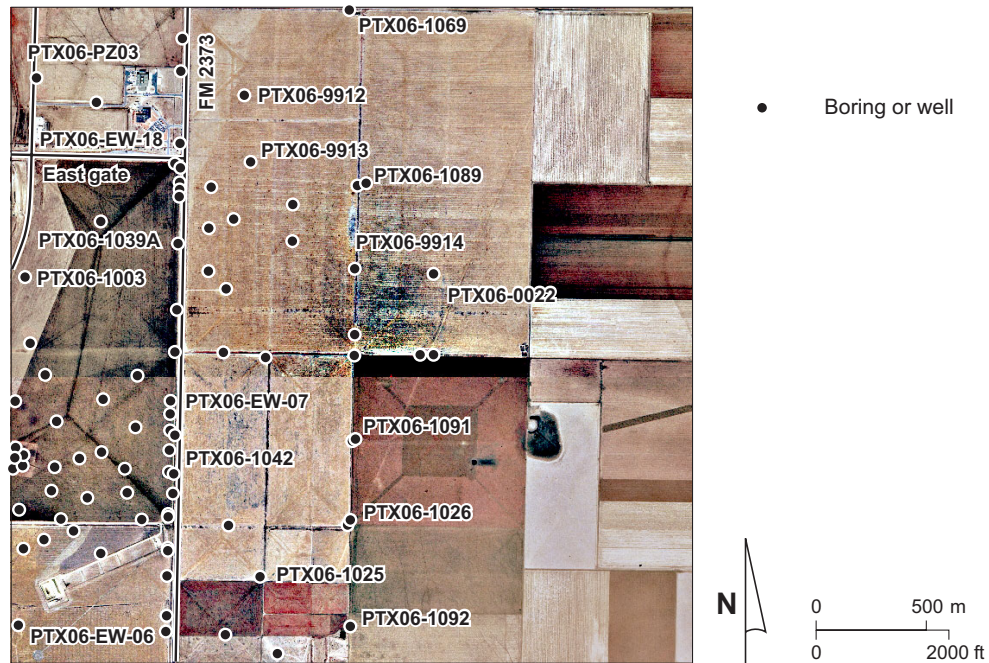 PTX06-1069
PTX06-PZ03
FM 2373
PTX06-9912
Boring or well
PTX06-EW-18
PTX06-9913
East gate
PTX06-1089
PTX06-1039A
PTX06-9914
PTX06-1003
PTX06-0022
PTX06-EW-07
PTX06-1091
PTX06-1042
PTX06-1026
PTX06-1025
N
0 500 m
PTX06-1092
PTX06-EW-06
0 2000 ft